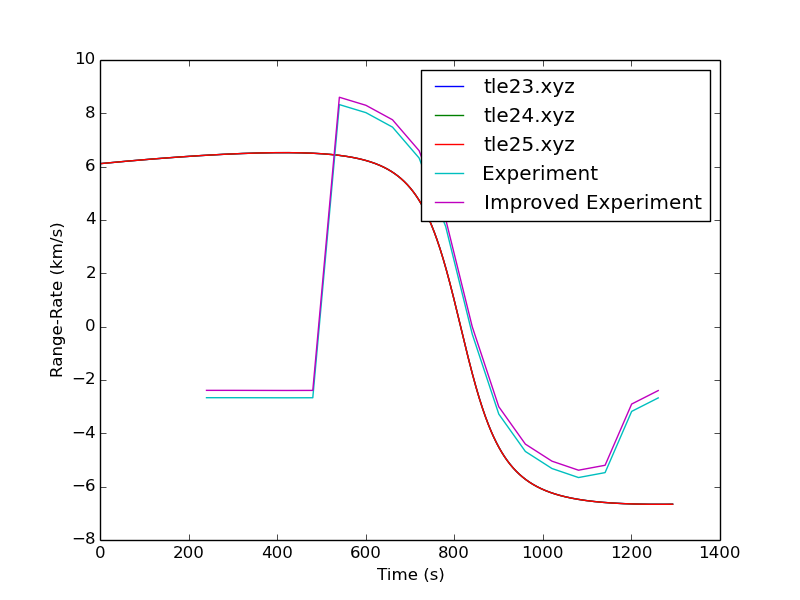 10
8
6
4
2
0
−2
−4
−6
−8
Range-Rate (km/s)
tle23.xyz
tle24.xyz
tle25.xyz
Experiment
Improved Experiment
0 200 400 600 800 1000 1200 1400
Time (s)